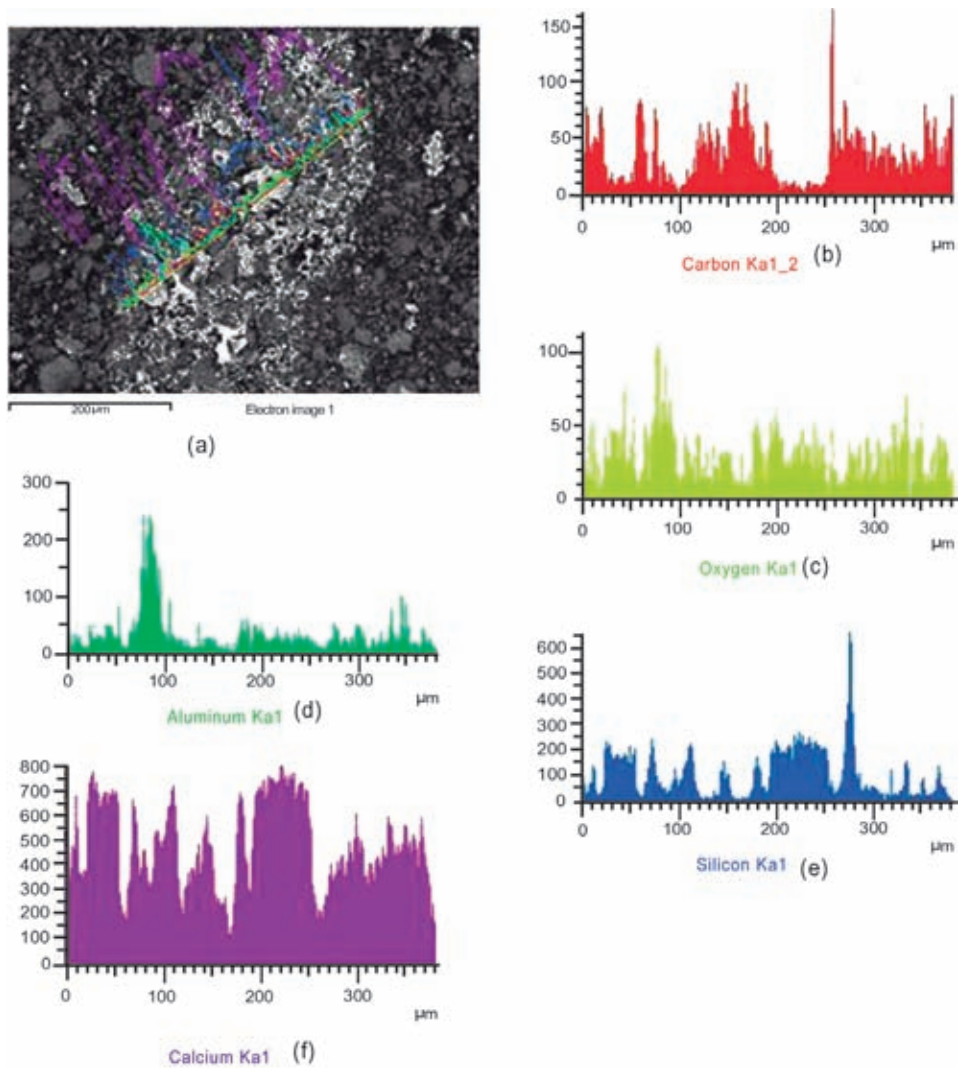 200µm
Electron image 1
(a)
150
100
50
0
0
100
200
300
µm
Carbon Ka1_2
(b)
100
50
0
0
100
200
300
µm
Oxygen Ka1
(c)
300
200
100
0
0
100
200
300
µm
Aluminum Ka1
(d)
600
500
400
300
200
100
0
0
100
200
300
µm
Silicon Ka1
(e)
800
700
600
500
400
300
200
100
0
0
100
200
300
µm
Calcium Ka1
(f)